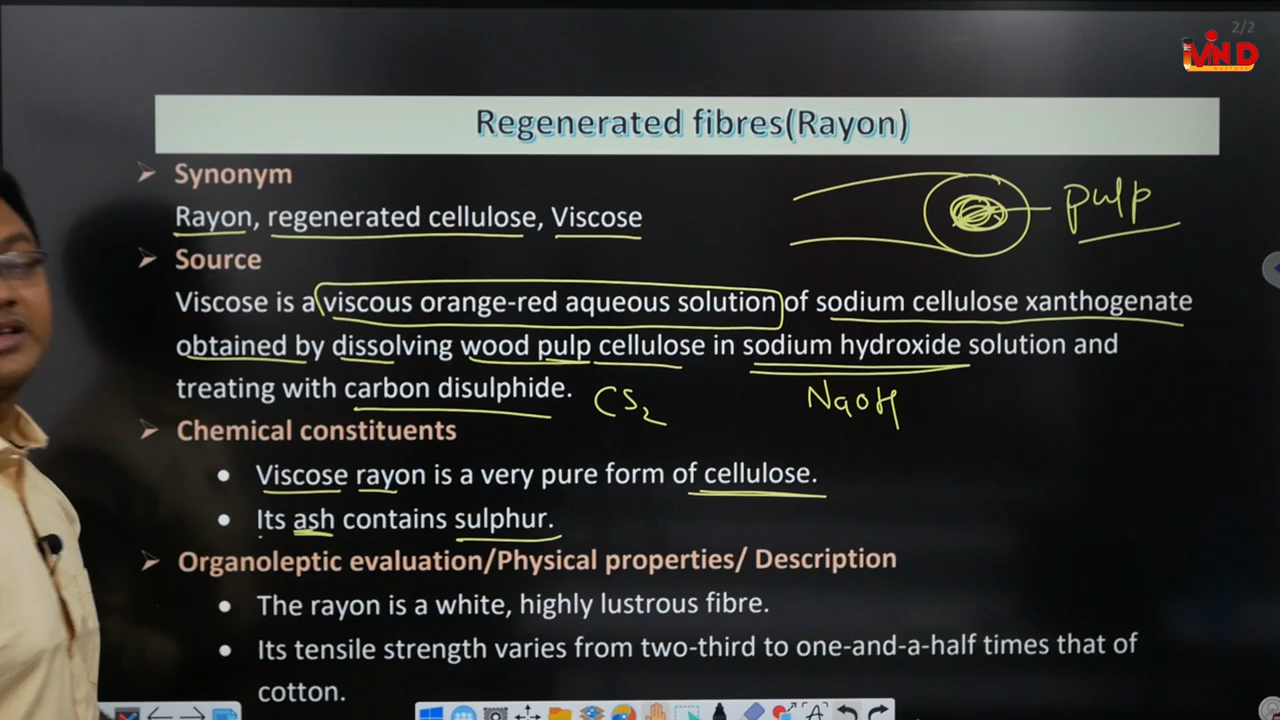 2/2
MIND
Regenerated fibres(Rayon)
Synonym
pulp
Rayon, regenerated cellulose, Viscose
Source
Viscose is a viscous orange-red aqueous solution of sodium cellulose xanthogenate
obtained by dissolving wood pulp cellulose in sodium hydroxide solution and
treating with carbon disulphide.
CS2
NaOH
Chemical constituents
• Viscose rayon is a very pure form of cellulose.
• Its ash contains sulphur.
Organoleptic evaluation/Physical properties/ Description
• The rayon is a white, highly lustrous fibre.
• Its tensile strength varies from two-third to one-and-a-half times that of
cotton.